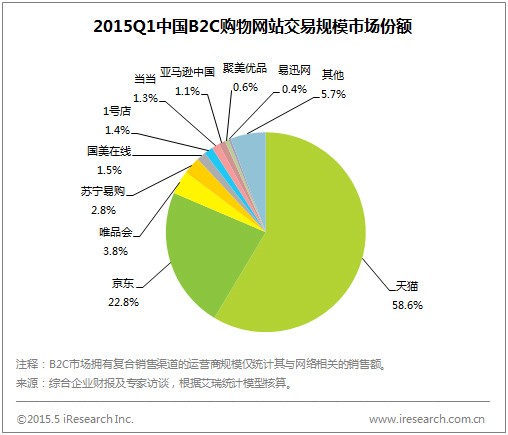 2015Q1中国B2C购物网站交易规模市场份额
聚美优品
0.6%
易迅网
0.4%
其他
5.7%
亚马逊中国
1.1%
当当
1.3%
1号店
1.4%
国美在线
1.5%
苏宁易购
2.8%
唯品会
3.8%
京东
22.8%
天猫
58.6%
注释：B2C市场拥有复合销售渠道的运营商规模仅统计其与网络相关的销售额。
来源：综合企业财报及专家访谈，根据艾瑞统计模型核算。
©2015.5 iResearch Inc.
www.iresearch.com.cn